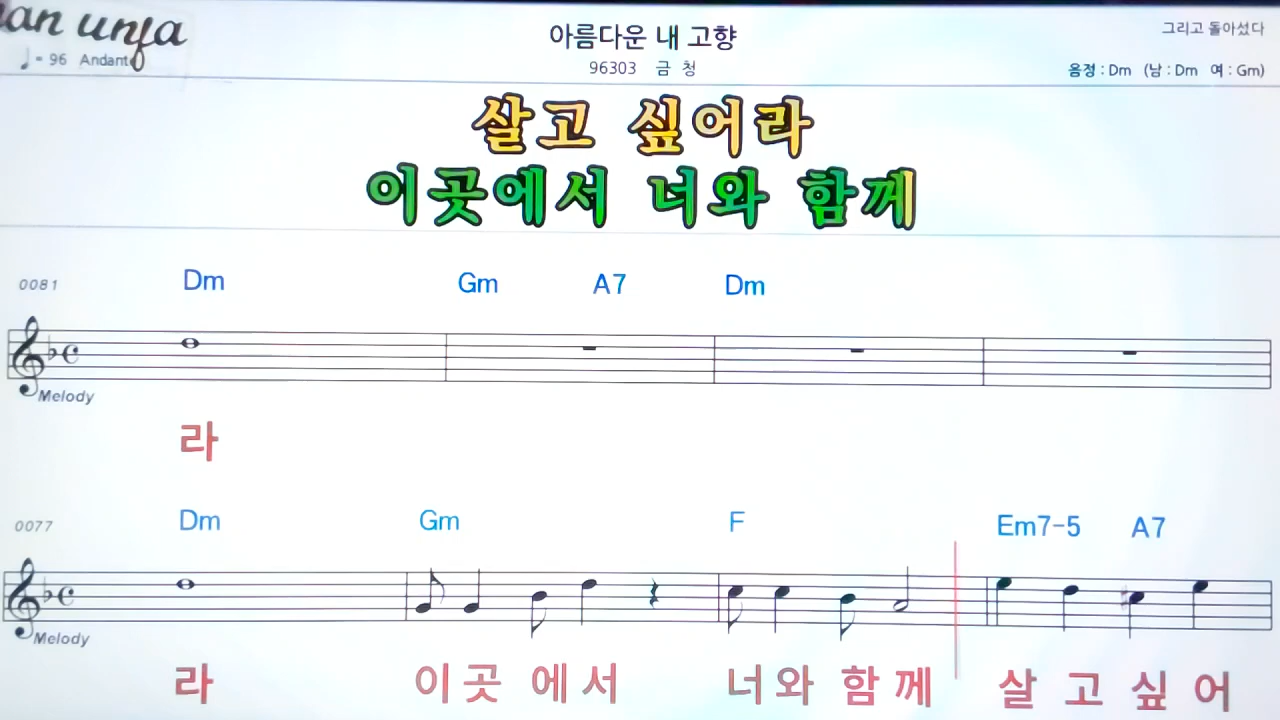 아름다운 내 고향
그리고 돌아섰다
= 96 Andante
96303 금 청
음정 : Dm (남 : Dm 여 : Gm)
살고 싶어라
이곳에서 너와 함께
0081 Dm Gm A7 Dm
Melody
라
0077 Dm Gm F Em7-5 A7
Melody
라 이곳 에서 너와 함께 살 고 싶 어